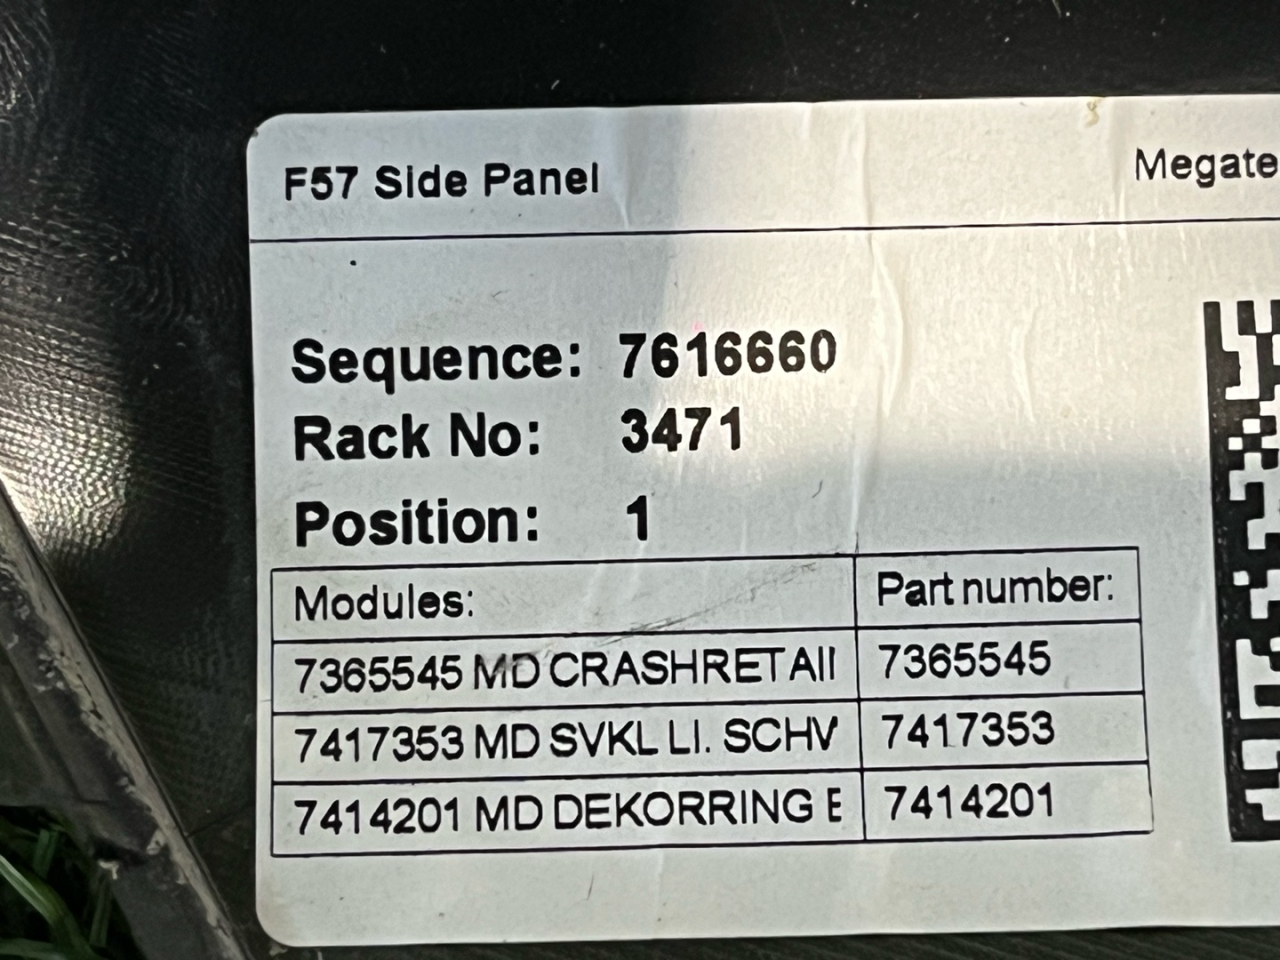 F57 Side Panel Megate
Sequence: 7616660
Rack No: 3471
Position: 1
Modules: Part number:
7365545 MD CRASHRETAII 7365545
7417353 MD SVKL LI. SCHV 7417353
7414201 MD DEKORRING E 7414201